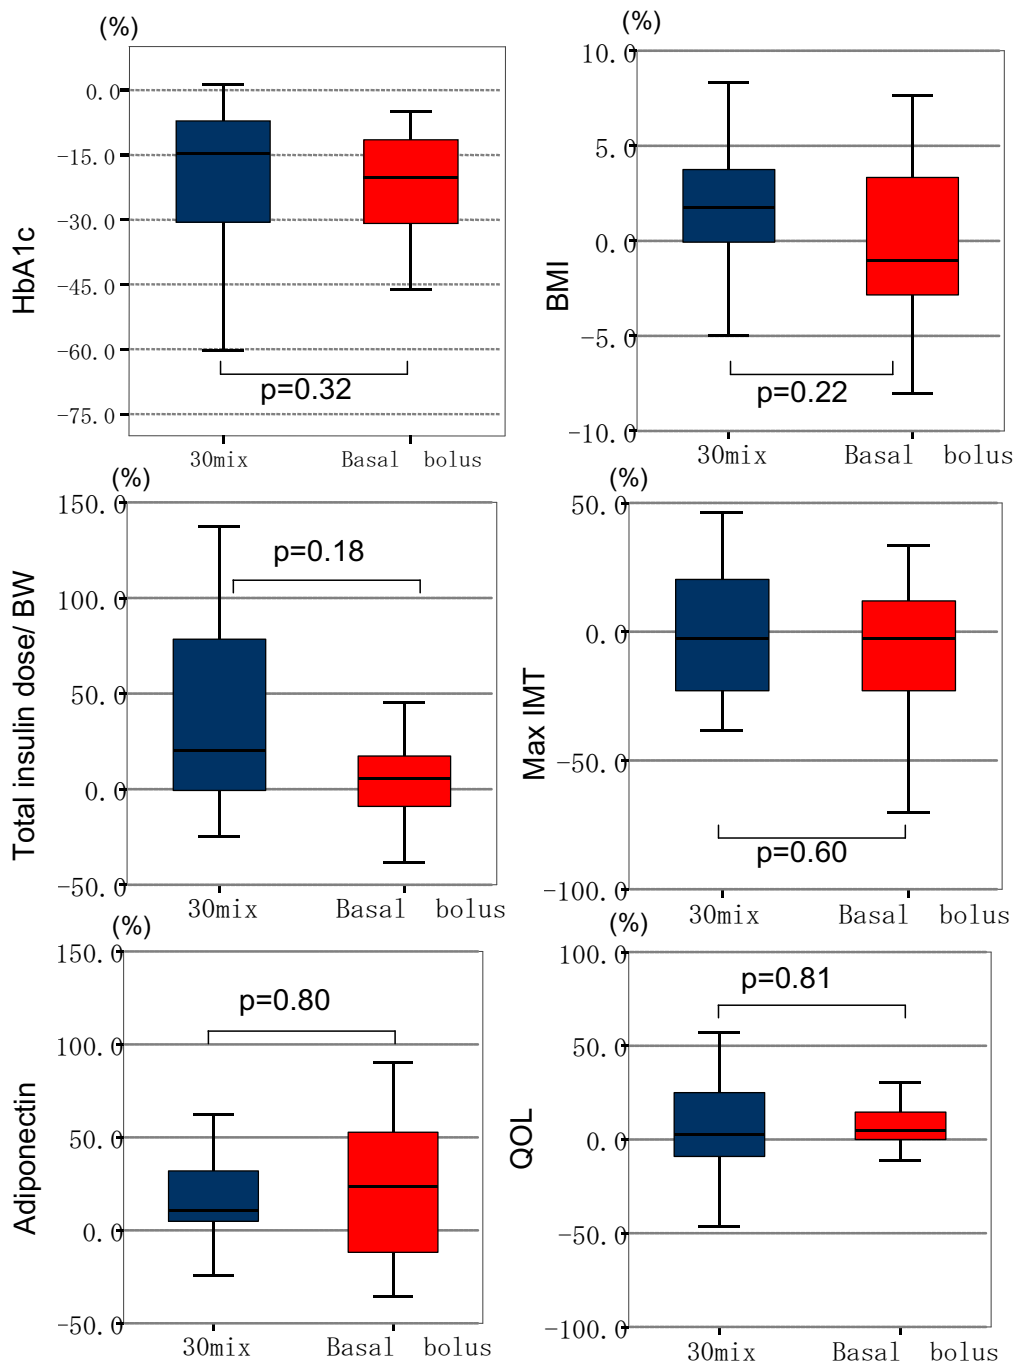 (%)
HbA1c
0.0
-15.0
-30.0
-45.0
-60.0
-75.0
p=0.32
30mix Basal bolus
(%)
BMI
10.0
5.0
0.0
-5.0
-10.0
p=0.22
30mix Basal bolus
(%)
Total insulin dose/ BW
150.0
100.0
50.0
0.0
-50.0
p=0.18
30mix Basal bolus
(%)
Max IMT
50.0
0.0
-50.0
-100.0
p=0.60
30mix Basal bolus
(%)
Adiponectin
150.0
100.0
50.0
0.0
-50.0
p=0.80
30mix Basal bolus
(%)
QOL
100.0
50.0
0.0
-50.0
-100.0
p=0.81
30mix Basal bolus